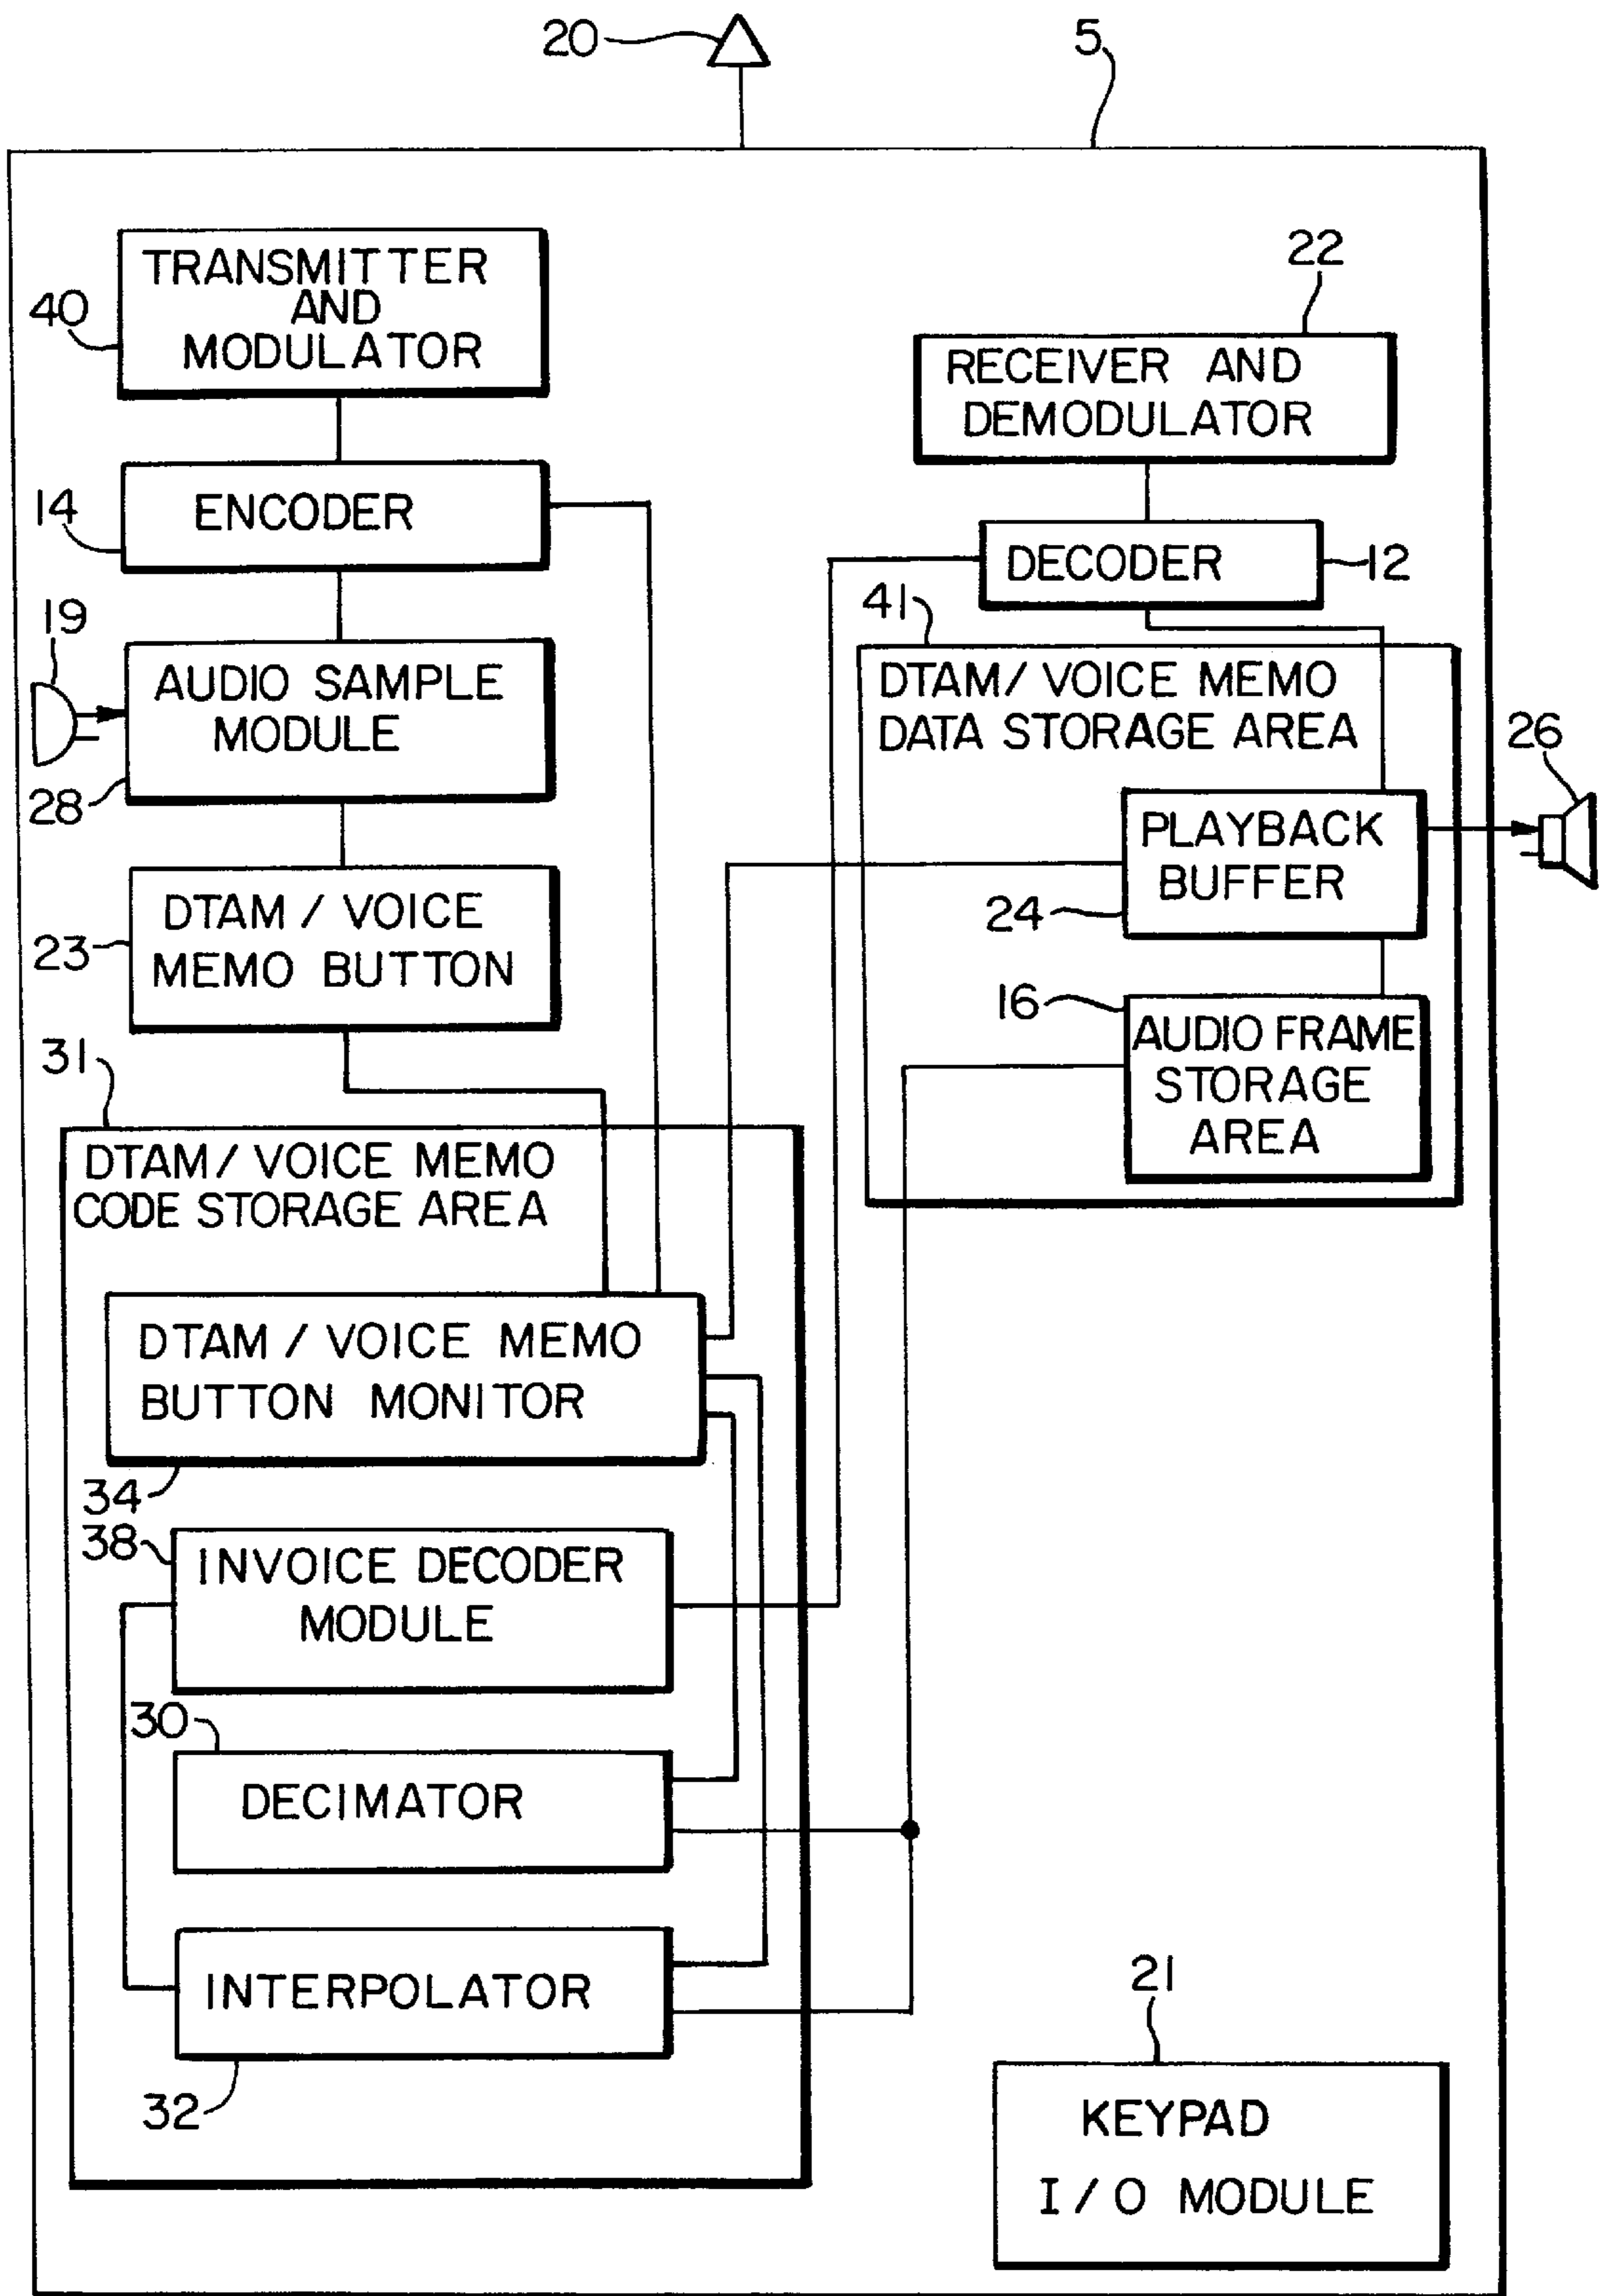 20
5
TRANSMITTER
AND
MODULATOR
40
22
RECEIVER AND
DEMODULATOR
ENCODER
14
DECODER
12
19
AUDIO SAMPLE
MODULE
28
41
DTAM/ VOICE MEMO
DATA STORAGE AREA
26
PLAYBACK
BUFFER
24
DTAM / VOICE
MEMO BUTTON
23
16
AUDIO FRAME
STORAGE
AREA
31
DTAM/ VOICE MEMO
CODE STORAGE AREA
DTAM / VOICE MEMO
BUTTON MONITOR
34
38
INVOICE DECODER
MODULE
30
DECIMATOR
INTERPOLATOR
32
21
KEYPAD
I/O MODULE